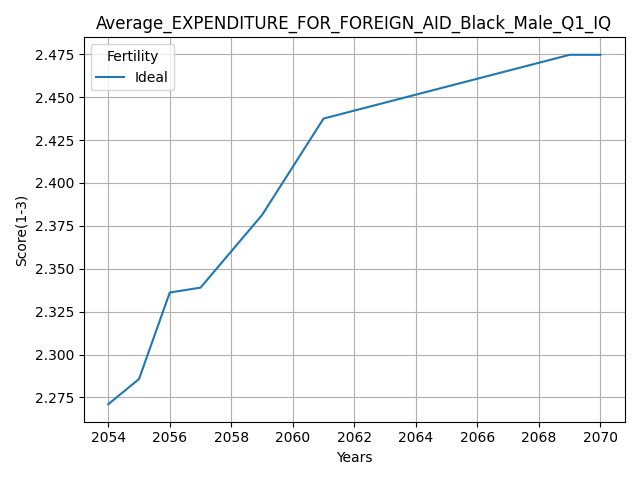 Average_EXPENDITURE_FOR_FOREIGN_AID_Black_Male_Q1_IQ
Fertility
Ideal
2.475
2.450
2.425
2.400
2.375
2.350
2.325
2.300
2.275
Score(1-3)
2054 2056 2058 2060 2062 2064 2066 2068 2070
Years